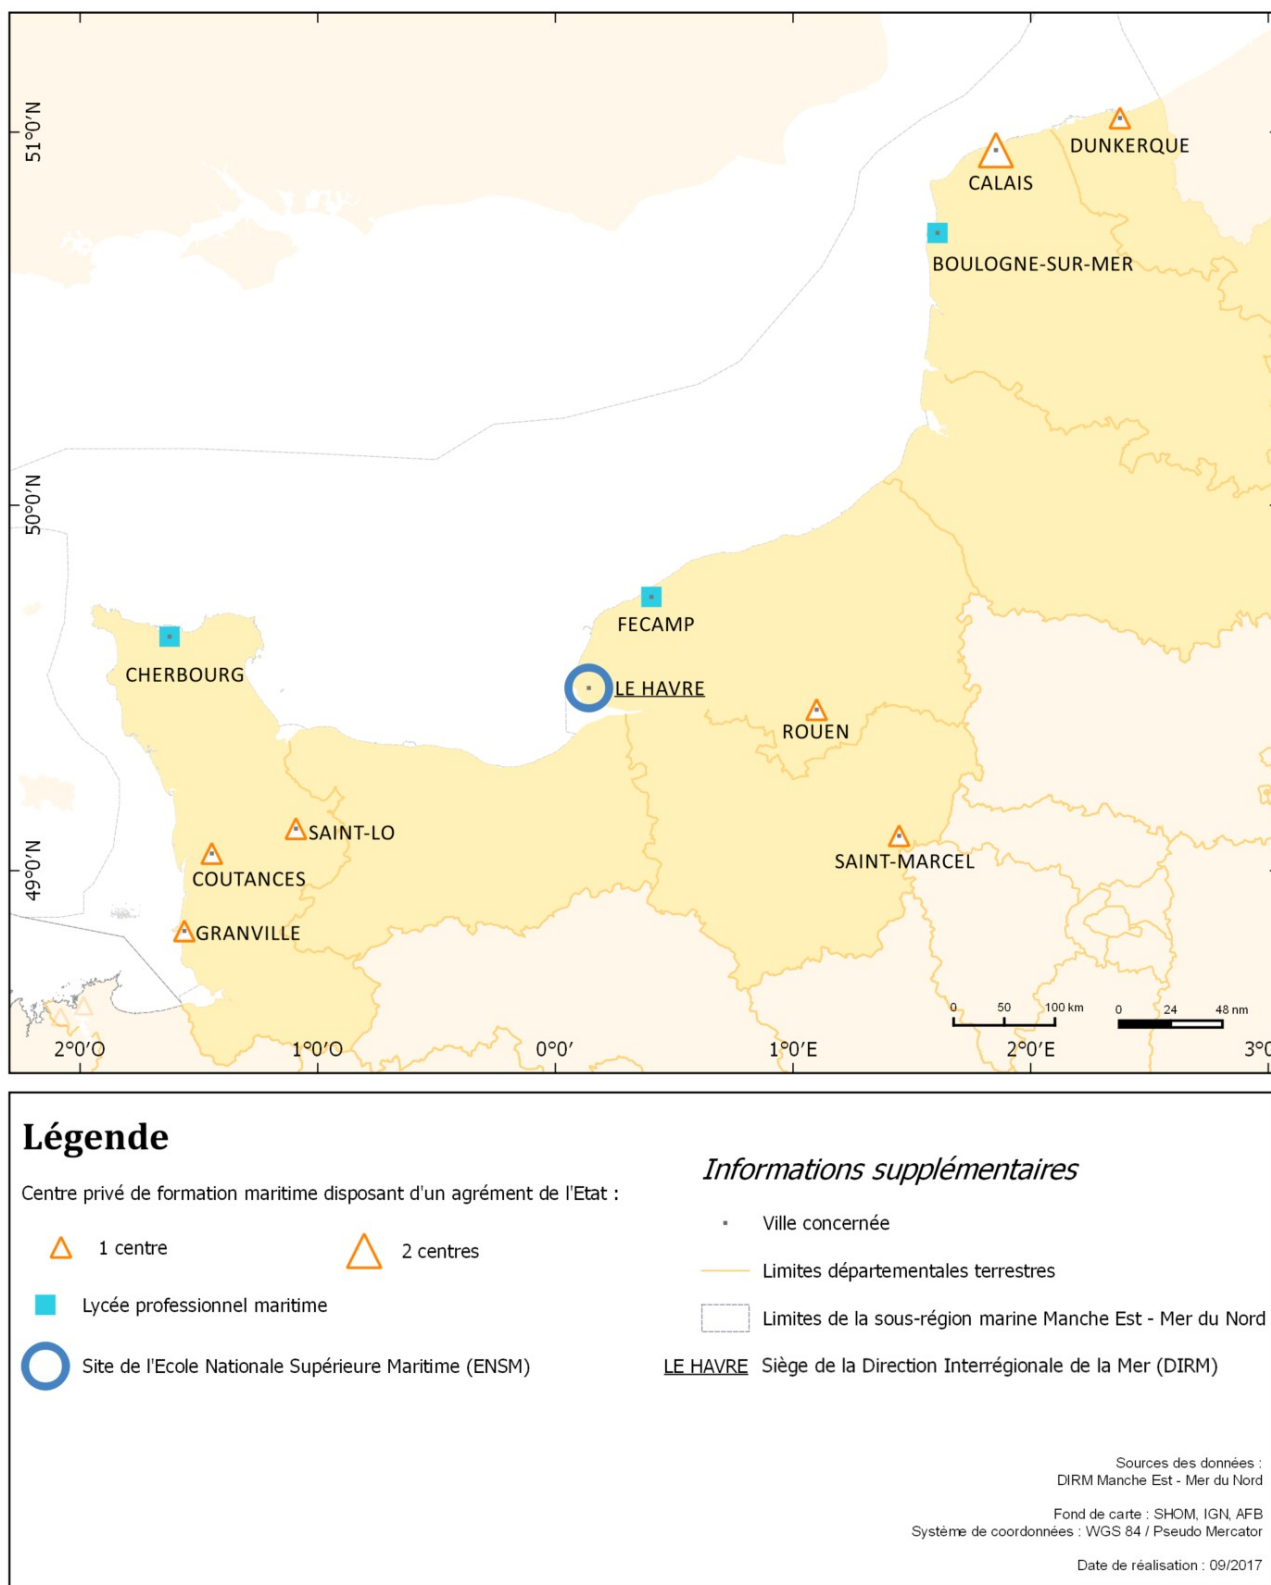 51°0'N
DUNKERQUE
CALAIS
BOULOGNE-SUR-MER
50°0'N
FECAMP
CHERBOURG
LE HAVRE
ROUEN
SAINT-LO
SAINT-MARCEL
49°0'N
COUTANCES
GRANVILLE
0 50 100 km 0 24 48 nm
2°0'O 1°0'O 0°0' 1°0'E 2°0'E 3°0
Légende
Centre privé de formation maritime disposant d'un agrément de l'Etat :
1 centre
2 centres
Lycée professionnel maritime
Site de l'Ecole Nationale Supérieure Maritime (ENSM)
Informations supplémentaires
Ville concernée
Limites départementales terrestres
Limites de la sous-région marine Manche Est - Mer du Nord
LE HAVRE Siège de la Direction Interrégionale de la Mer (DIRM)
Sources des données :
DIRM Manche Est - Mer du Nord
Fond de carte : SHOM, IGN, AFB
Système de coordonnées : WGS 84 / Pseudo Mercator
Date de réalisation : 09/2017